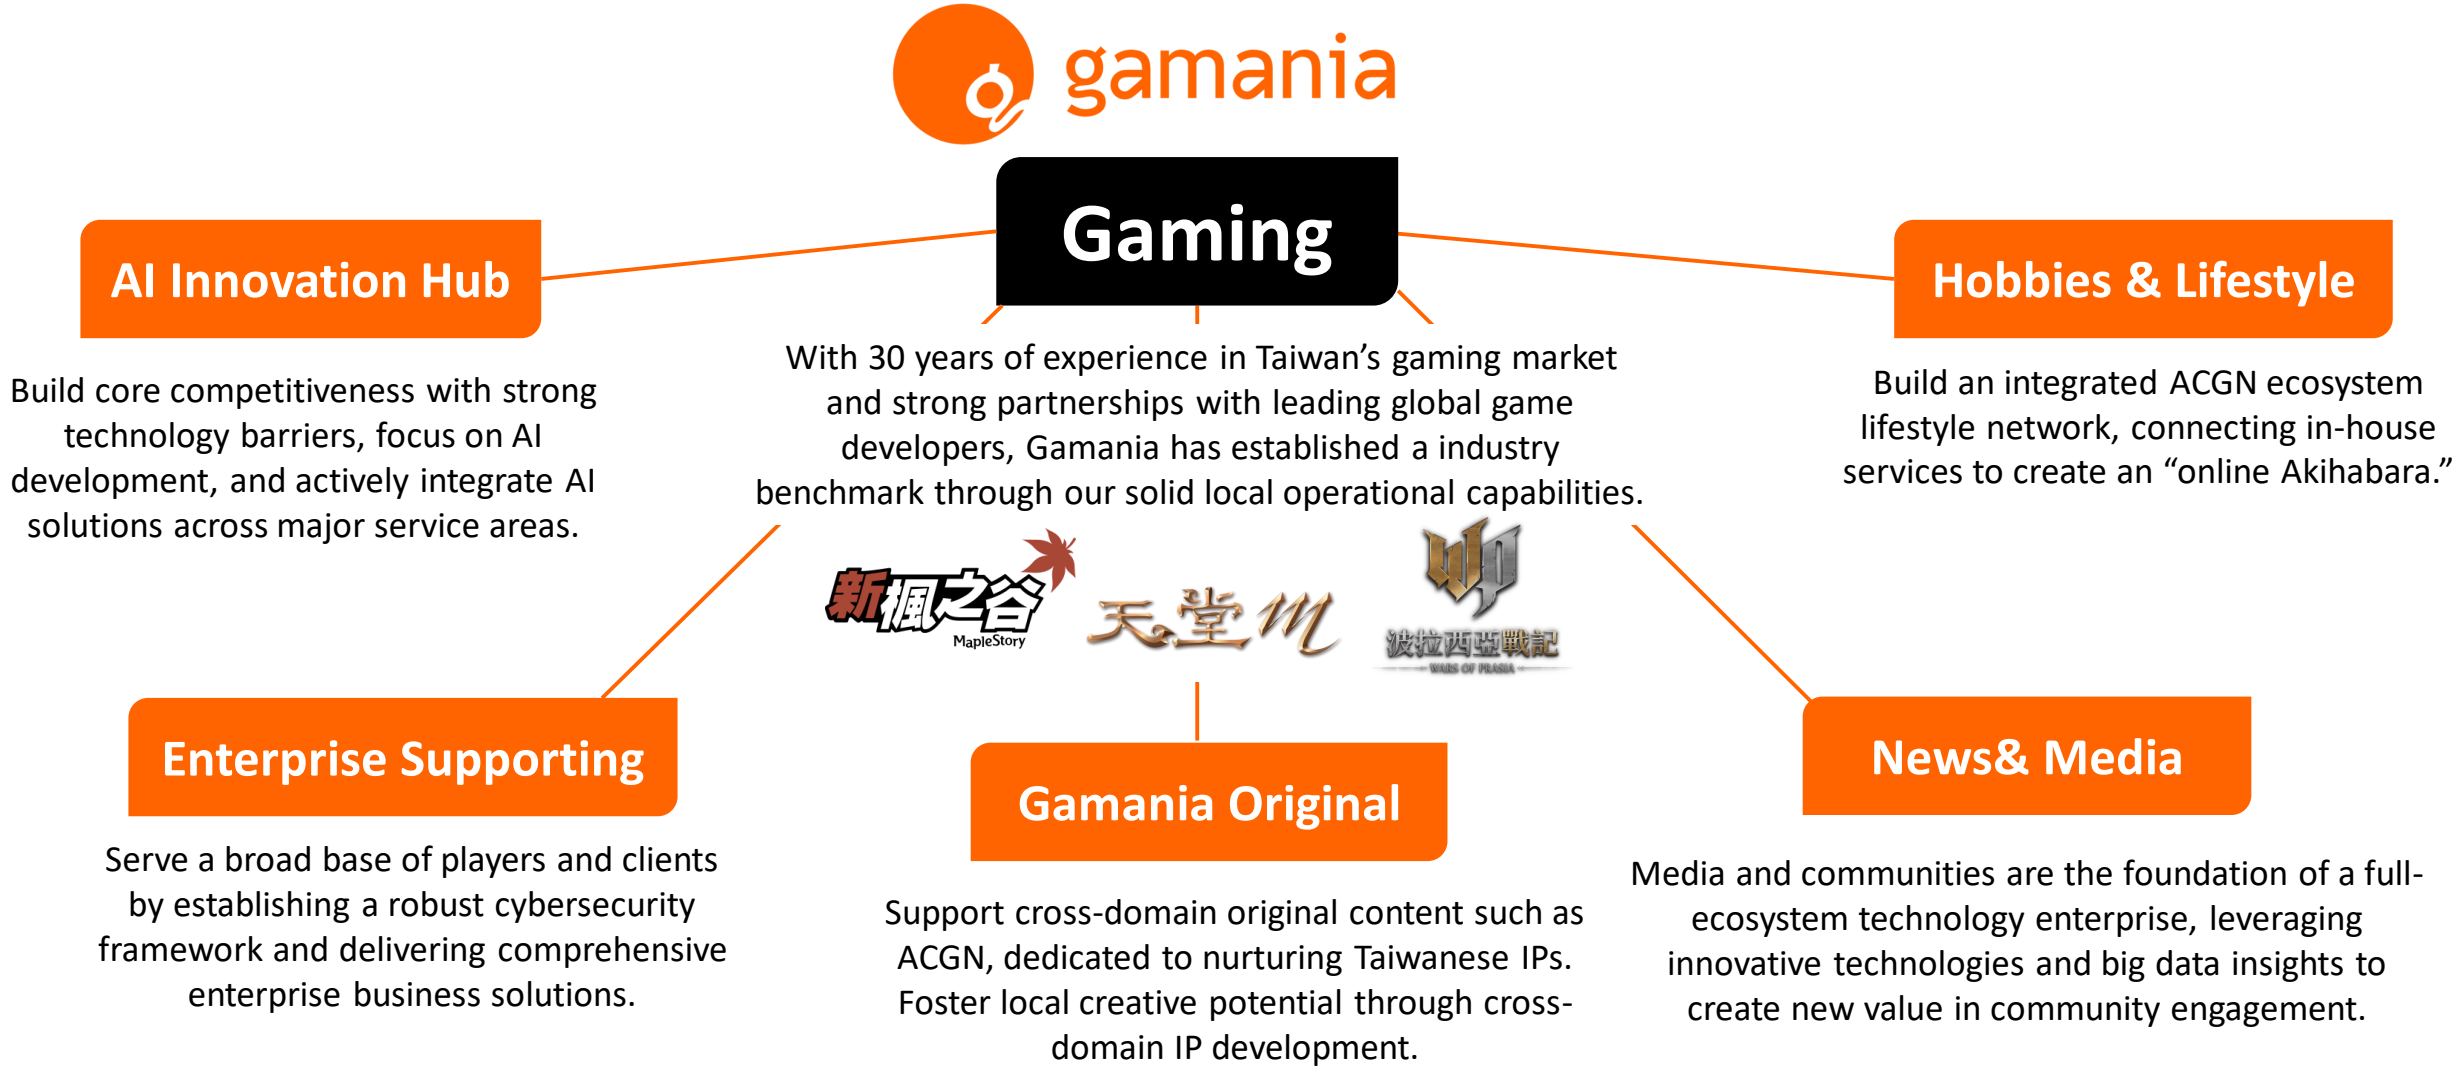 gamania
Gaming
With 30 years of experience in Taiwan’s gaming market
and strong partnerships with leading global game
developers, Gamania has established a industry
benchmark through our solid local operational capabilities.
新楓之谷
MapleStory
天堂M
WP
波拉西亞戰記
WARS OF PRASIA
AI Innovation Hub
Build core competitiveness with strong
technology barriers, focus on AI
development, and actively integrate AI
solutions across major service areas.
Hobbies & Lifestyle
Build an integrated ACGN ecosystem
lifestyle network, connecting in-house
services to create an “online Akihabara.”
Enterprise Supporting
Serve a broad base of players and clients
by establishing a robust cybersecurity
framework and delivering comprehensive
enterprise business solutions.
Gamania Original
Support cross-domain original content such as
ACGN, dedicated to nurturing Taiwanese IPs.
Foster local creative potential through cross-
domain IP development.
News& Media
Media and communities are the foundation of a full-
ecosystem technology enterprise, leveraging
innovative technologies and big data insights to
create new value in community engagement.